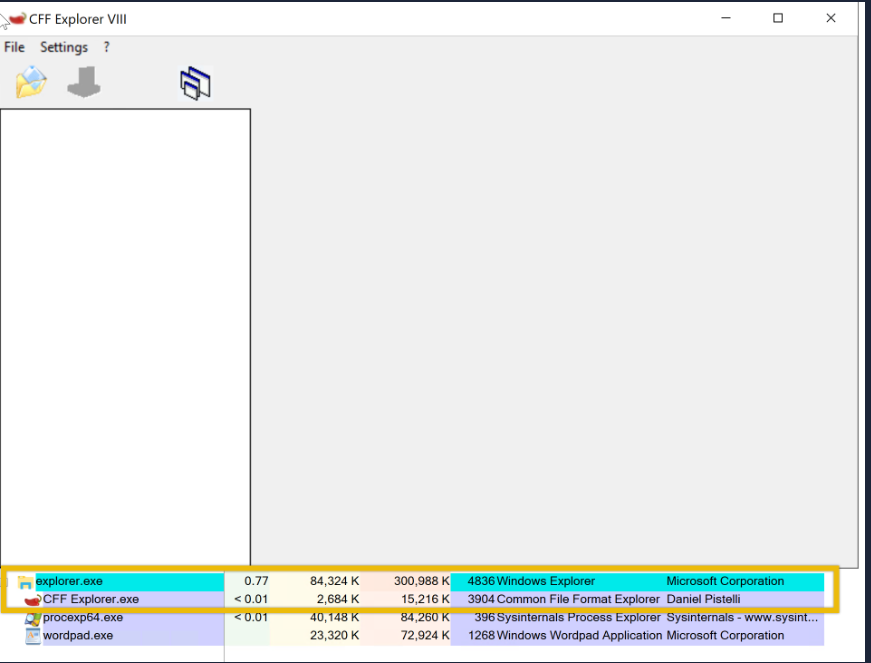 CFF Explorer VIII
File Settings ?
explorer.exe 0.77 84,324 K 300,988 K 4836 Windows Explorer Microsoft Corporation
CFF Explorer.exe < 0.01 2,684 K 15,216 K 3904 Common File Format Explorer Daniel Pistelli
procexp64.exe < 0.01 40,148 K 84,260 K 396 Sysinternals Process Explorer Sysinternals - www.sysint...
wordpad.exe 23,320 K 72,924 K 1268 Windows Wordpad Application Microsoft Corporation